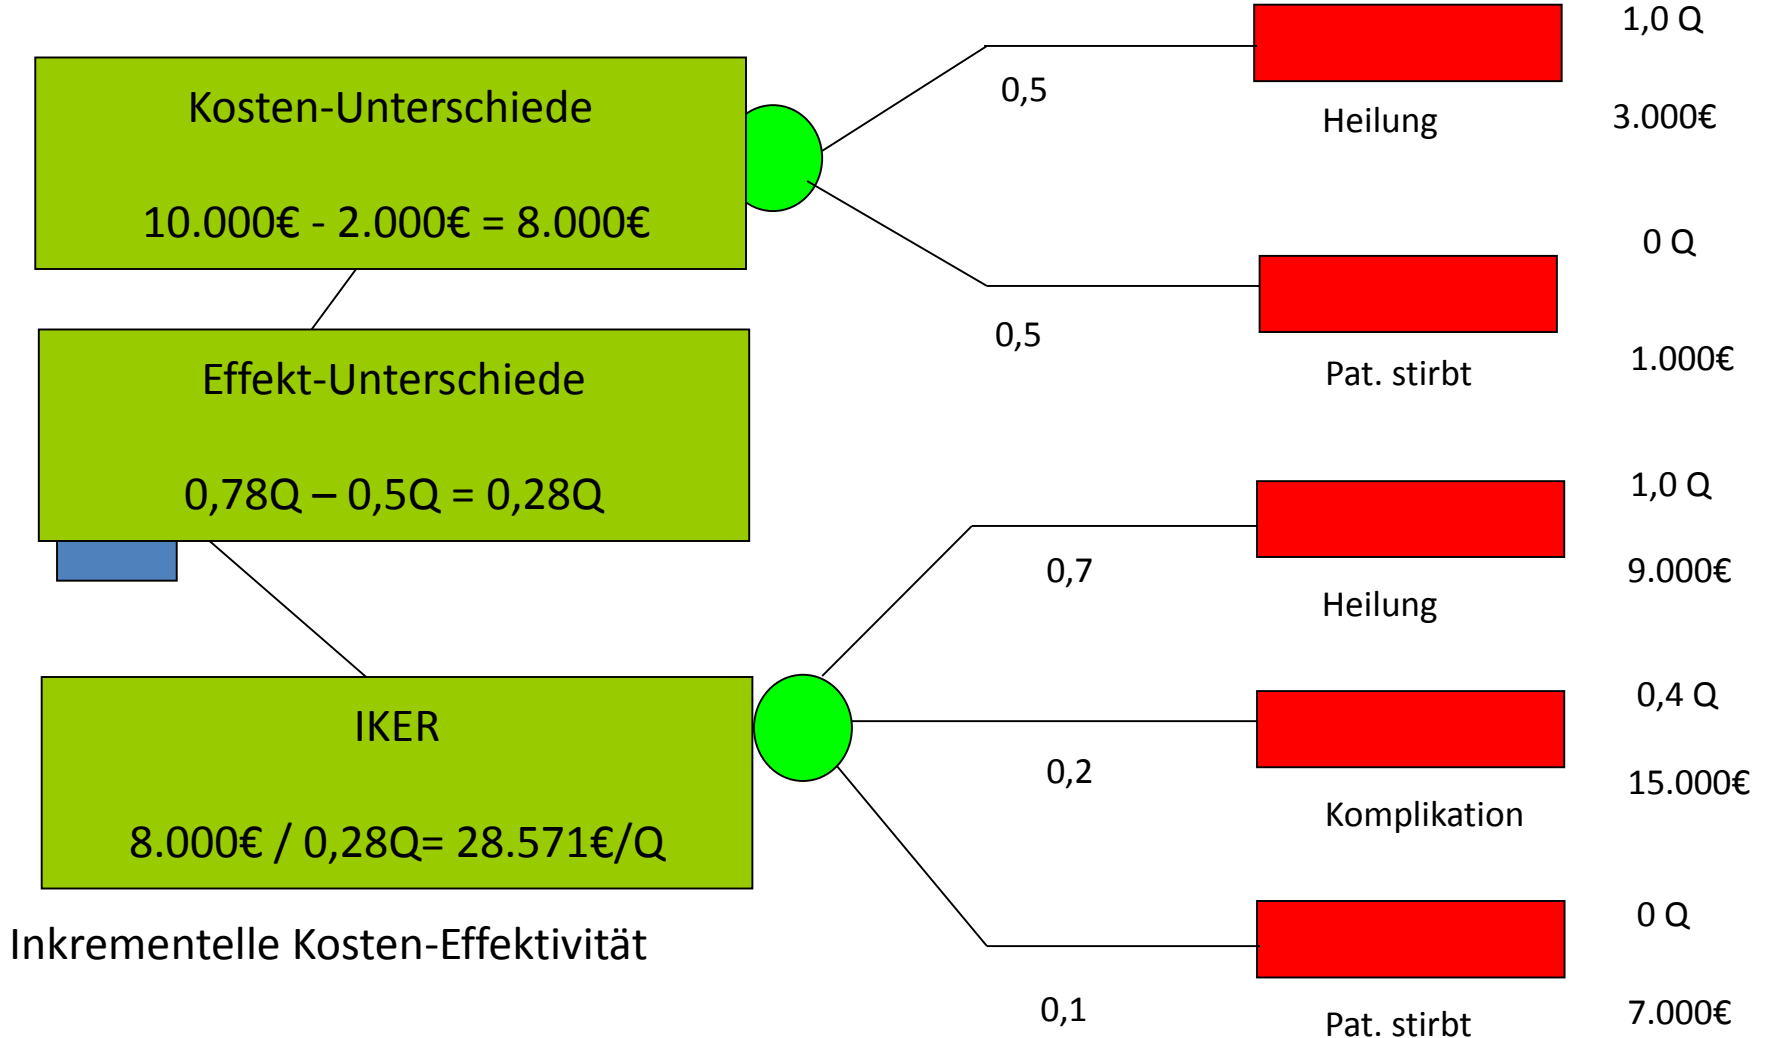 Kosten-Unterschiede
10.000€ - 2.000€ = 8.000€
Effekt-Unterschiede
0,78Q – 0,5Q = 0,28Q
IKER
8.000€ / 0,28Q= 28.571€/Q
Inkrementelle Kosten-Effektivität
0,5
Heilung
1,0 Q
3.000€
0,5
Pat. stirbt
0 Q
1.000€
0,7
Heilung
1,0 Q
9.000€
0,2
Komplikation
0,4 Q
15.000€
0,1
Pat. stirbt
0 Q
7.000€